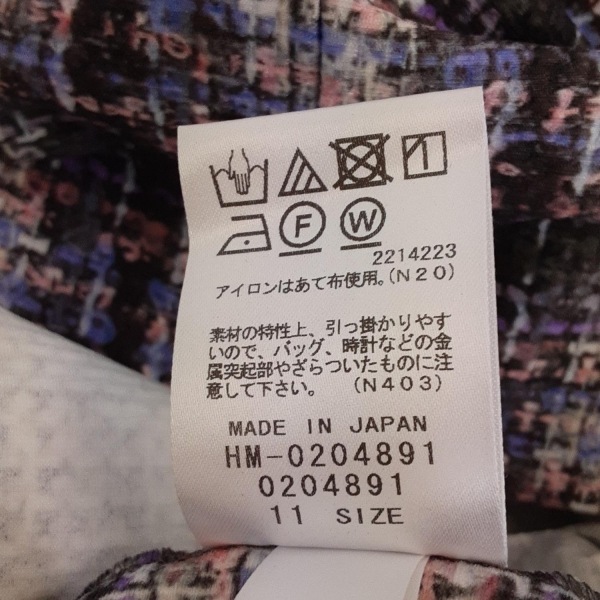 F W
2214223
アイロンはあて布使用。(N20)
素材の特性上、引っ掛かりやす
いので、バッグ、時計などの金
属突起部やざらついたものに注
意して下さい。 (N403)
MADE IN JAPAN
HM-0204891
0204891
11 SIZE